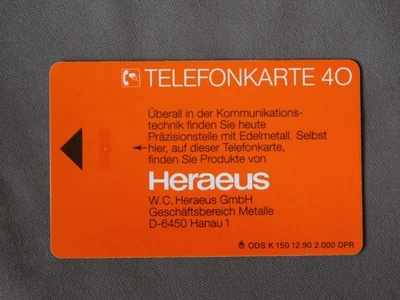 TELEFONKARTE 40
Überall in der Kommunikations-
technik finden Sie heute
Präzisionsteile mit Edelmetall. Selbst
hier, auf dieser Telefonkarte,
finden Sie Produkte von
Heraeus
W.C. Heraeus GmbH
Geschäftsbereich Metalle
D-6450 Hanau 1
ODS K 150 12.90 2.000 DPR